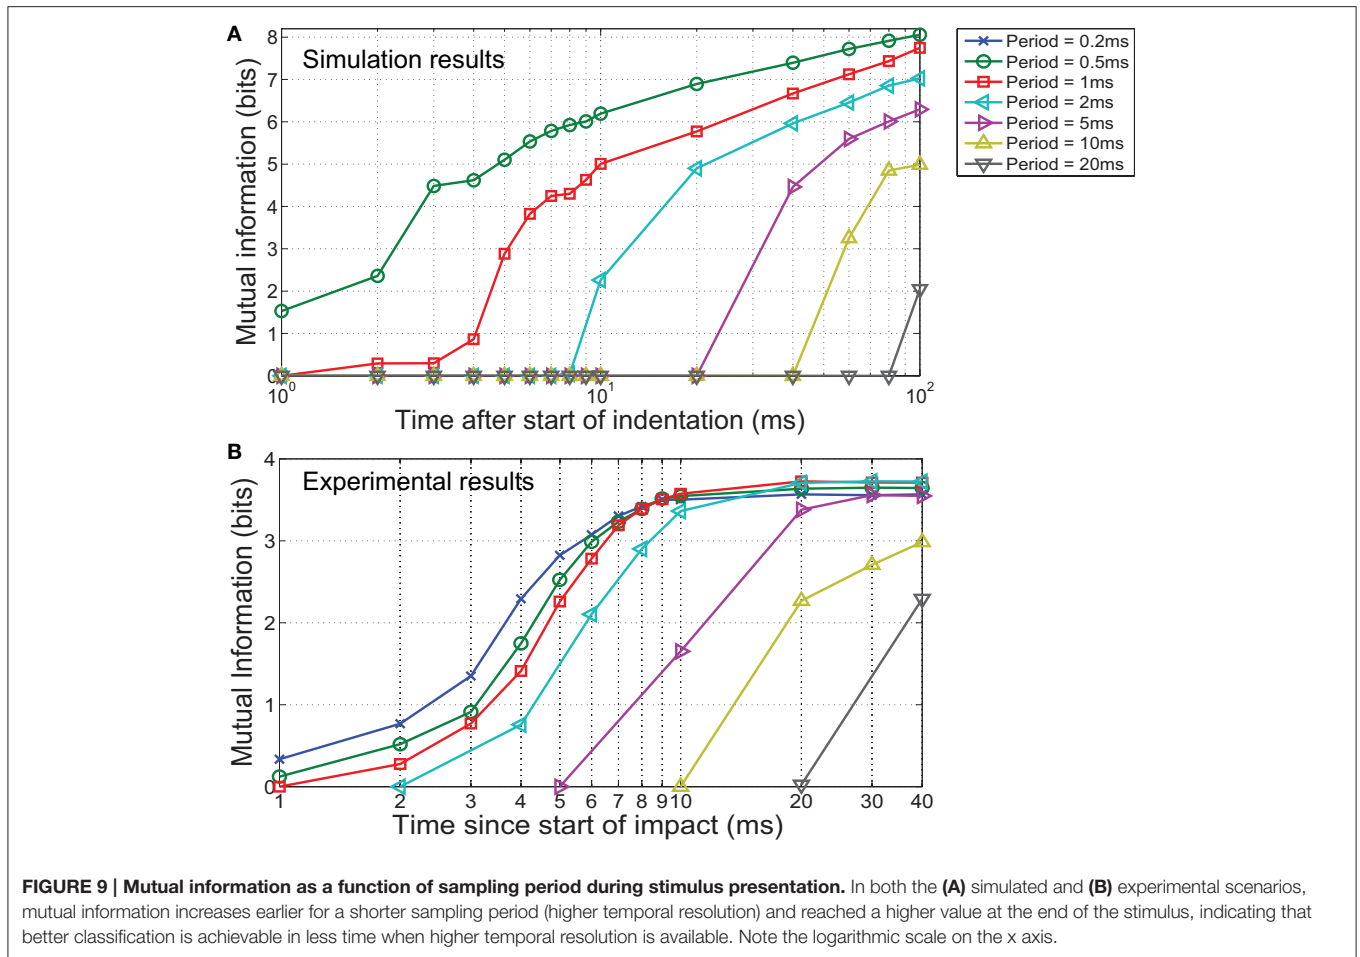 A
Simulation results
Mutual information (bits)
8
7
6
5
4
3
2
1
0
10^0
10^1
10^2
Time after start of indentation (ms)
Period = 0.2ms
Period = 0.5ms
Period = 1ms
Period = 2ms
Period = 5ms
Period = 10ms
Period = 20ms
B
Experimental results
Mutual Information (bits)
4
3
2
1
0
1 2 3 4 5 6 7 8 9 10 20 30 40
Time since start of impact (ms)
FIGURE 9 | Mutual information as a function of sampling period during stimulus presentation. In both the (A) simulated and (B) experimental scenarios,
mutual information increases earlier for a shorter sampling period (higher temporal resolution) and reached a higher value at the end of the stimulus, indicating that
better classification is achievable in less time when higher temporal resolution is available. Note the logarithmic scale on the x axis.